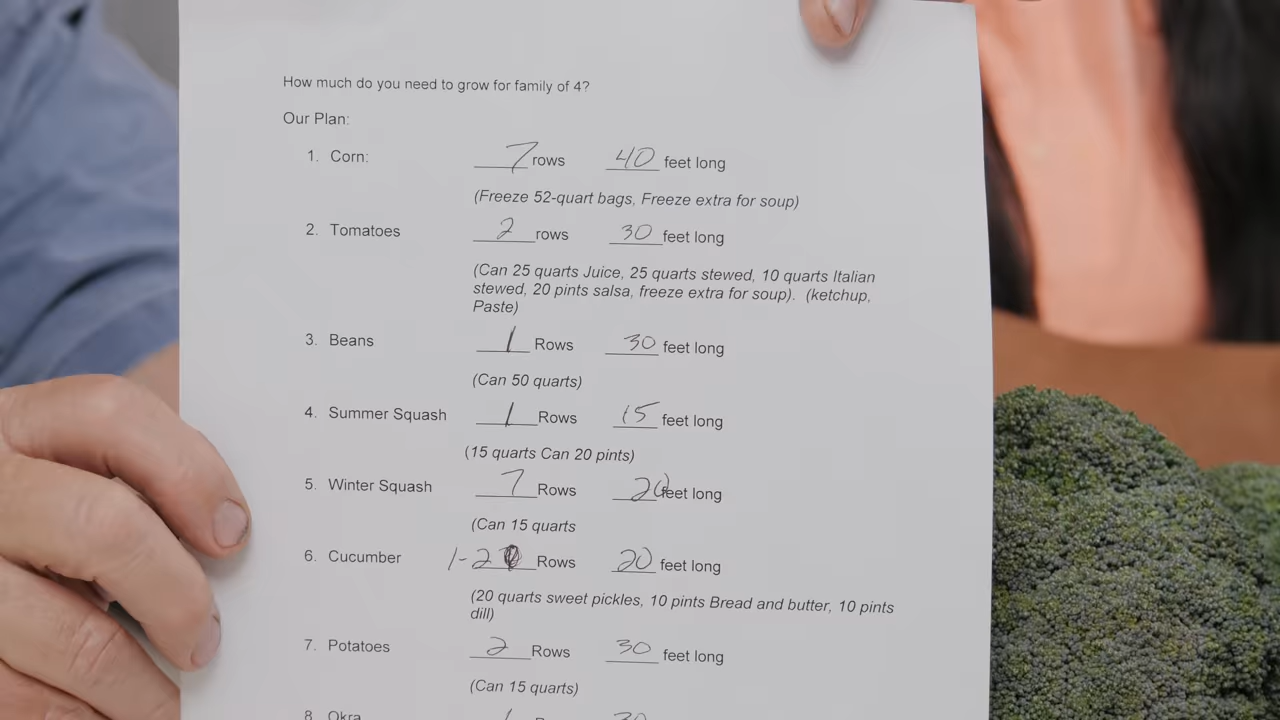 How much do you need to grow for family of 4?
Our Plan:
1. Corn: 7 rows 40 feet long
(Freeze 52-quart bags, Freeze extra for soup)
2. Tomatoes 2 rows 30 feet long
(Can 25 quarts Juice, 25 quarts stewed, 10 quarts Italian
stewed, 20 pints salsa, freeze extra for soup). (ketchup,
Paste)
3. Beans 1 Rows 30 feet long
(Can 50 quarts)
4. Summer Squash 1 Rows 15 feet long
(15 quarts Can 20 pints)
5. Winter Squash 7 Rows 20 feet long
(Can 15 quarts
6. Cucumber 1-2 Rows 20 feet long
(20 quarts sweet pickles, 10 pints Bread and butter, 10 pints
dill)
7. Potatoes 2 Rows 30 feet long
(Can 15 quarts)
8. Okra